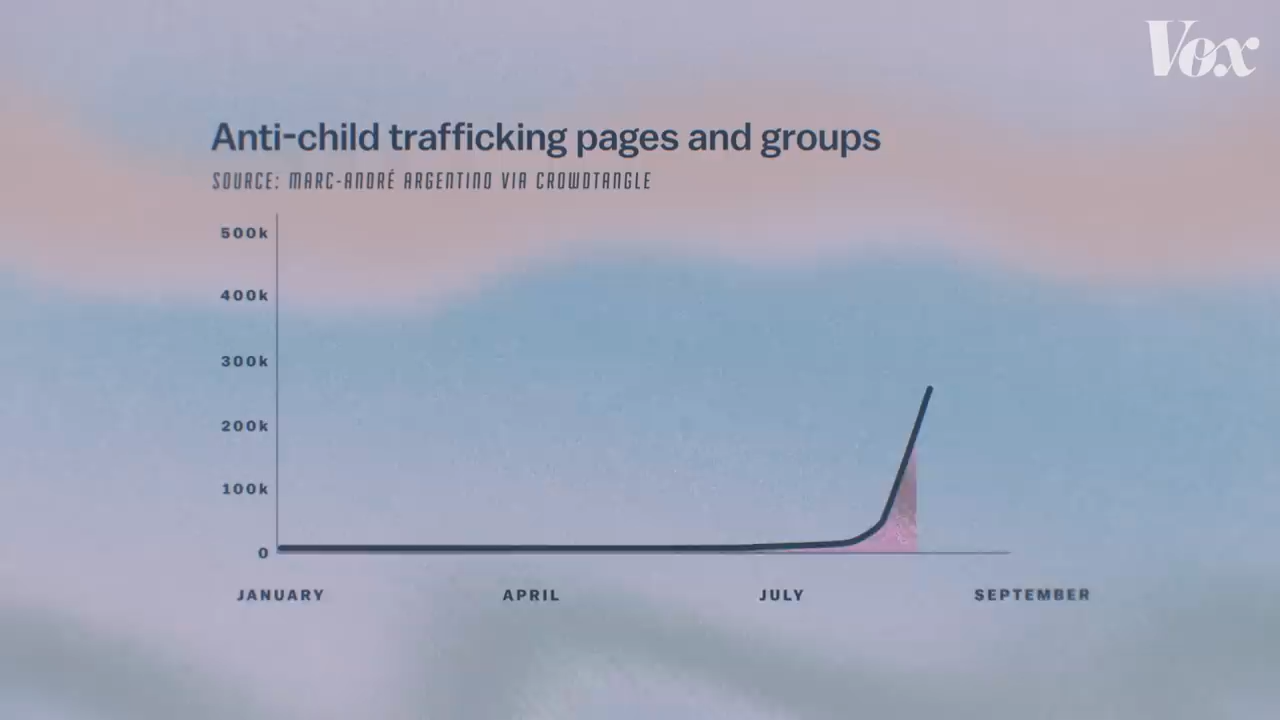 Vox
Anti-child trafficking pages and groups
SOURCE: MARC-ANDRÉ ARGENTINO VIA CROWDTANGLE
500k
400k
300k
200k
100k
0
JANUARY APRIL JULY SEPTEMBER